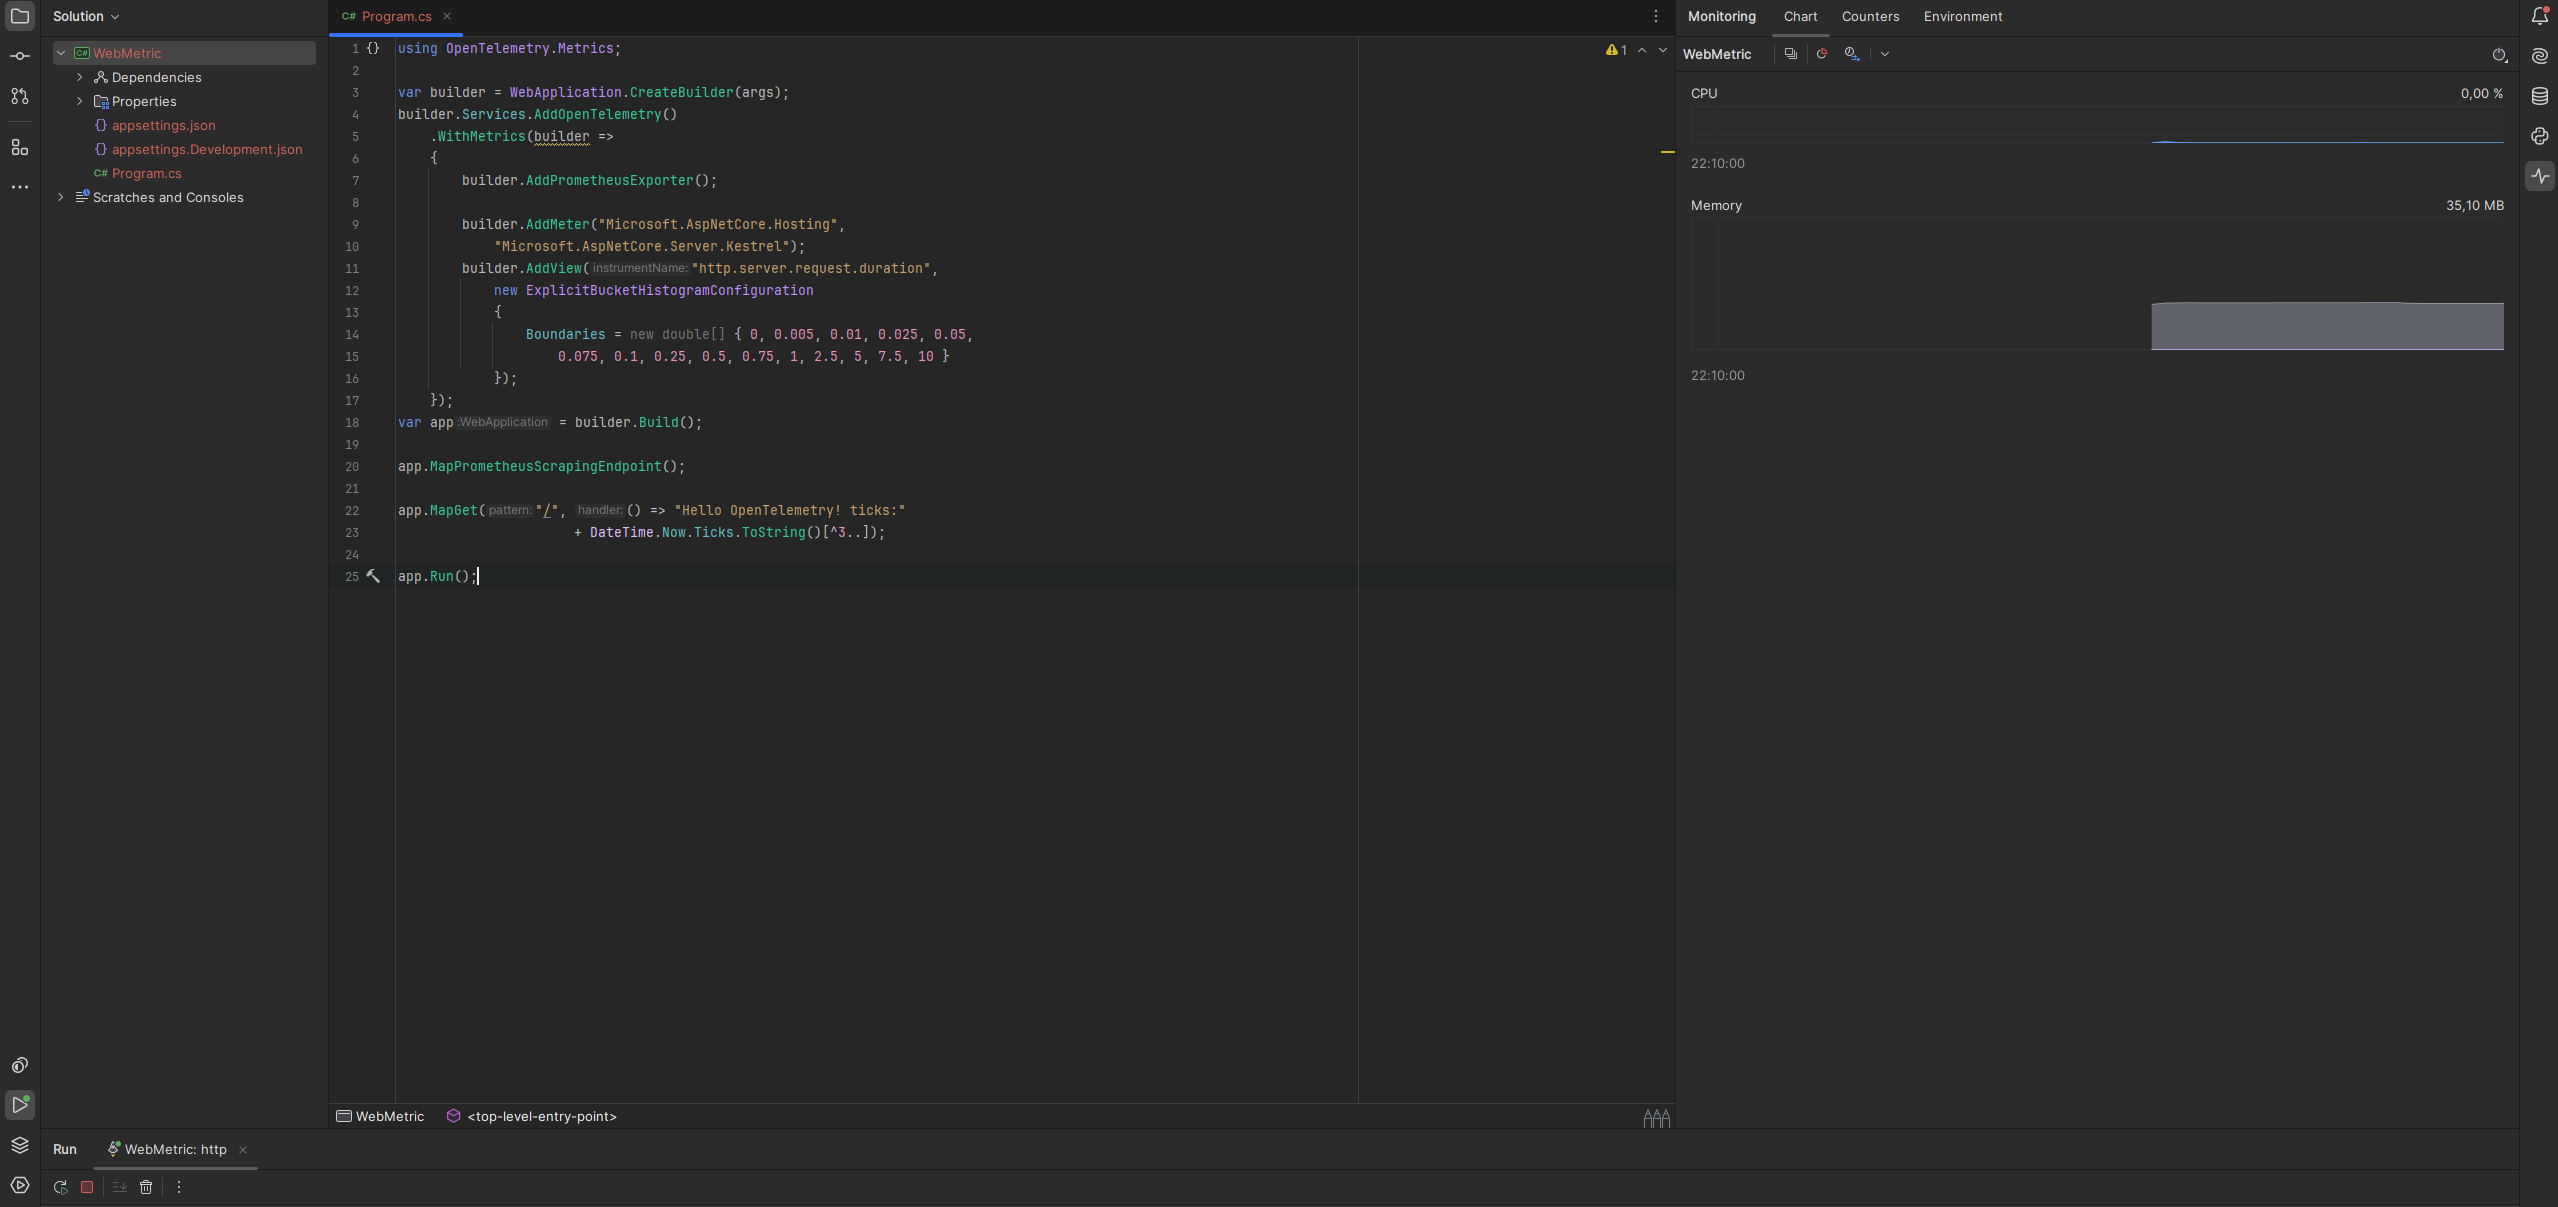 Solution
WebMetric
Dependencies
Properties
{} appsettings.json
{} appsettings.Development.json
C# Program.cs
Scratches and Consoles
C# Program.cs
1 {} using OpenTelemetry.Metrics;
2
3 var builder = WebApplication.CreateBuilder(args);
4 builder.Services.AddOpenTelemetry()
5 .WithMetrics(builder =>
6 {
7 builder.AddPrometheusExporter();
8
9 builder.AddMeter("Microsoft.AspNetCore.Hosting",
10 "Microsoft.AspNetCore.Server.Kestrel");
11 builder.AddView( instrumentName: "http.server.request.duration",
12 new ExplicitBucketHistogramConfiguration
13 {
14 Boundaries = new double[] { 0, 0.005, 0.01, 0.025, 0.05,
15 0.075, 0.1, 0.25, 0.5, 0.75, 1, 2.5, 5, 7.5, 10 }
16 });
17 });
18 var app :WebApplication = builder.Build();
19
20 app.MapPrometheusScrapingEndpoint();
21
22 app.MapGet( pattern: "/", handler: () => "Hello OpenTelemetry! ticks:"
23 + DateTime.Now.Ticks.ToString()[^3..]);
24
25 app.Run();
1
WebMetric <top-level-entry-point>
Monitoring Chart Counters Environment
WebMetric
CPU 0,00 %
22:10:00
Memory 35,10 MB
22:10:00
Run WebMetric: http